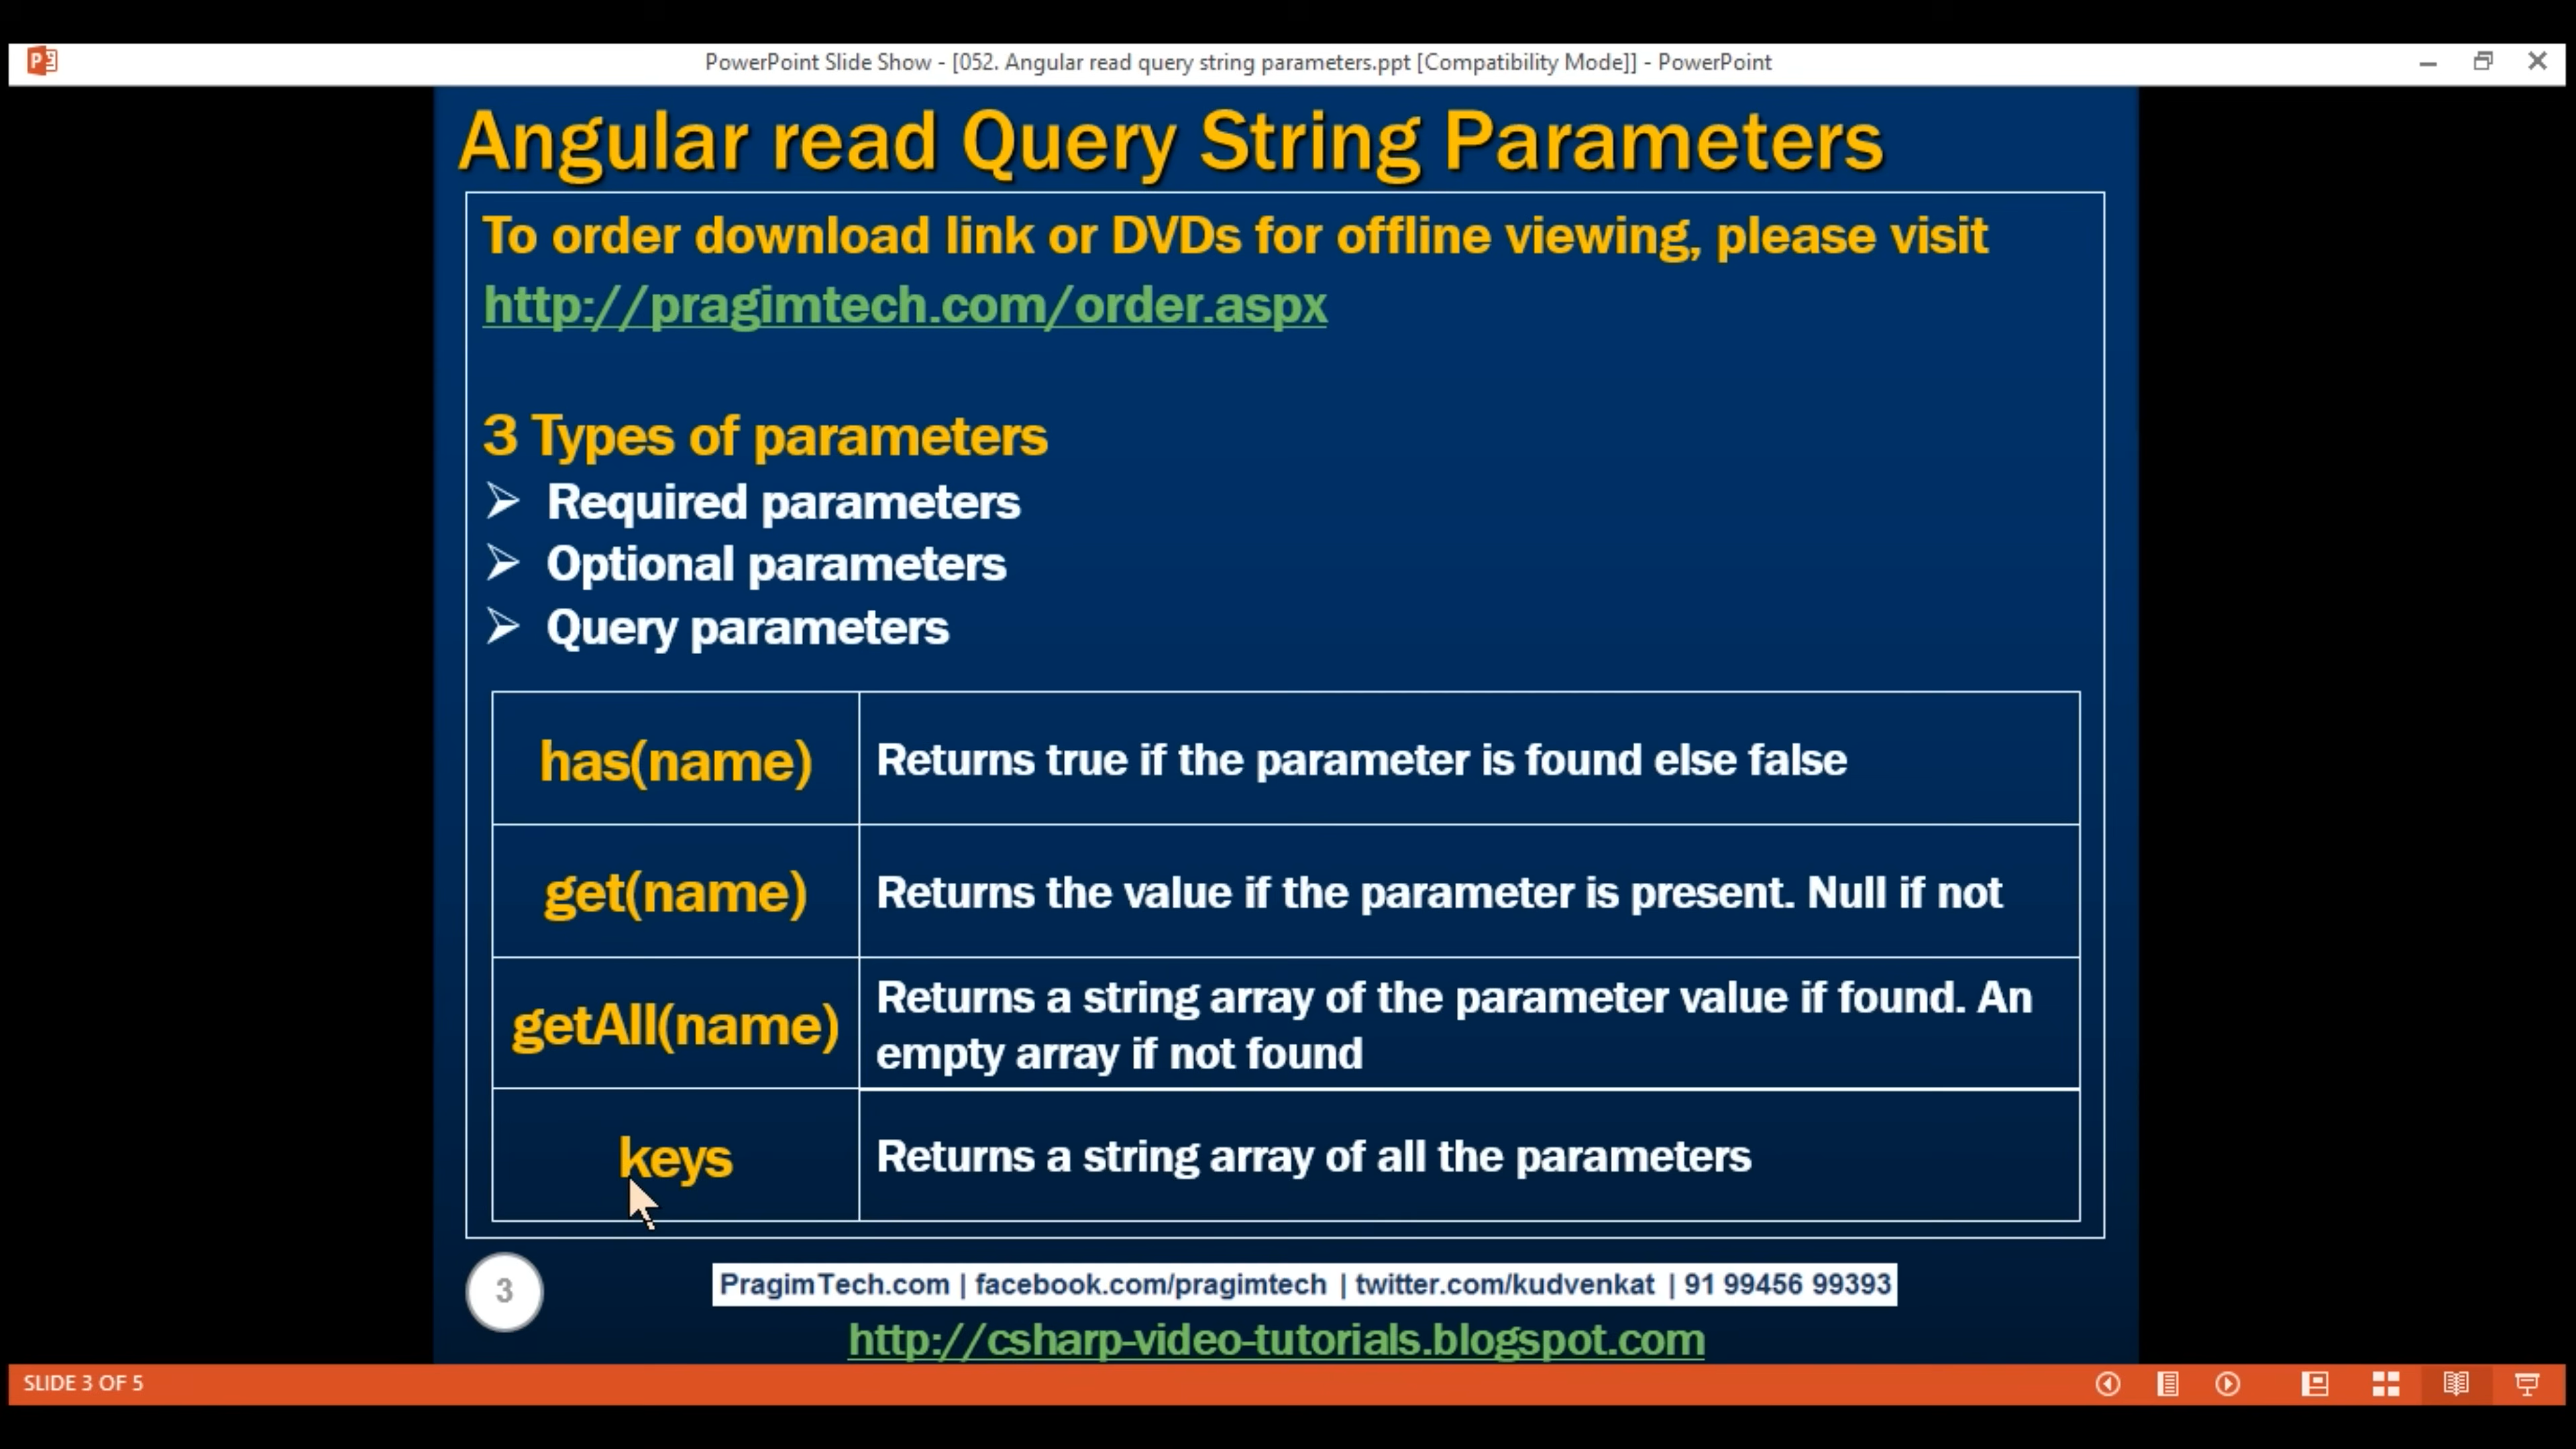 PowerPoint Slide Show - [052. Angular read query string parameters.ppt [Compatibility Mode]] - PowerPoint
Angular read Query String Parameters
To order download link or DVDs for offline viewing, please visit
http://pragimtech.com/order.aspx
3 Types of parameters
Required parameters
Optional parameters
Query parameters
has(name) Returns true if the parameter is found else false
get(name) Returns the value if the parameter is present. Null if not
getAll(name) Returns a string array of the parameter value if found. An
empty array if not found
keys Returns a string array of all the parameters
3
PragimTech.com | facebook.com/pragimtech | twitter.com/kudvenkat | 91 99456 99393
http://csharp-video-tutorials.blogspot.com
SLIDE 3 OF 5